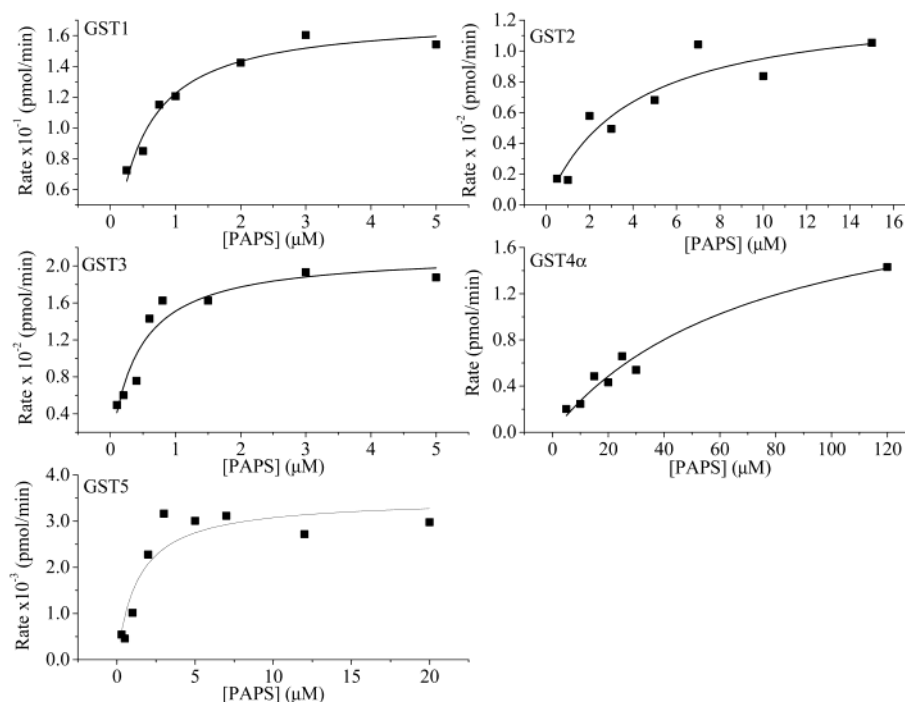 GST1
Rate x10⁻¹ (pmol/min)
1.6
1.4
1.2
1.0
0.8
0.6
0 1 2 3 4 5
[PAPS] (μM)
GST2
Rate x 10⁻² (pmol/min)
1.2
1.0
0.8
0.6
0.4
0.2
0.0
0 2 4 6 8 10 12 14 16
[PAPS] (μM)
GST3
Rate x 10⁻² (pmol/min)
2.0
1.6
1.2
0.8
0.4
0 1 2 3 4 5
[PAPS] (μM)
GST4α
Rate (pmol/min)
1.6
1.2
0.8
0.4
0.0
0 20 40 60 80 100 120
[PAPS] (μM)
GST5
Rate x10⁻³ (pmol/min)
4.0
3.0
2.0
1.0
0.0
0 5 10 15 20
[PAPS] (μM)